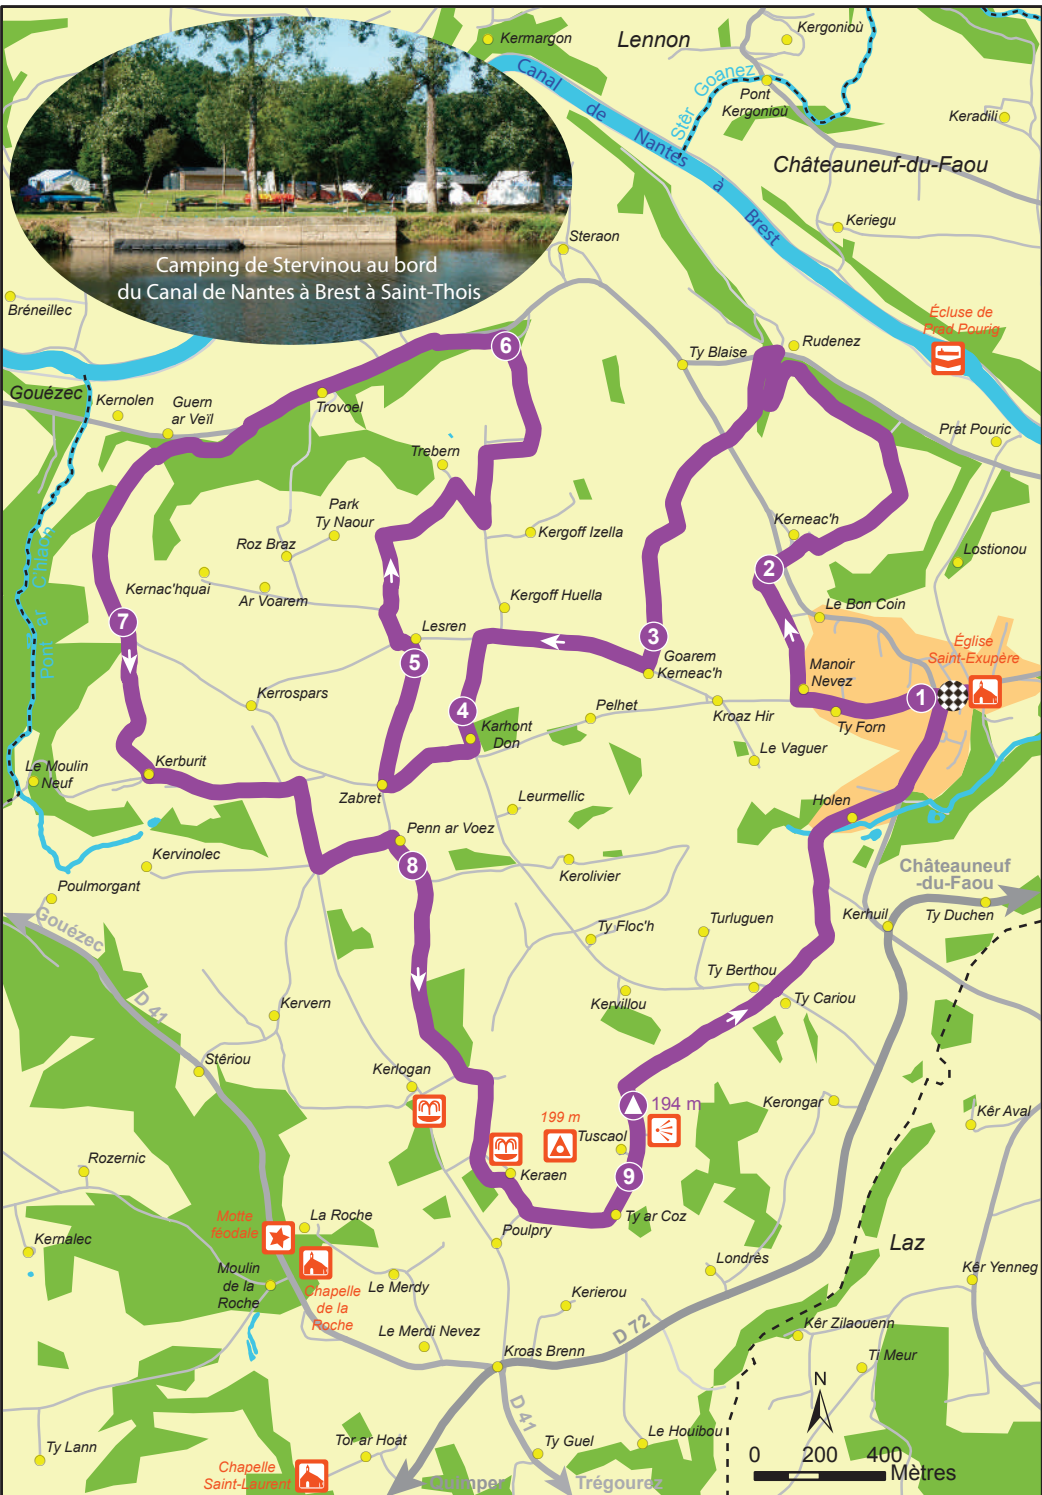 Kermargon
Lennon
Kergonioù
Canal de Nantes à Brest
Stêr Goanez
Pont
Kergonioù
Keradili
Châteauneuf-du-Faou
Keriegu
Steraon
Camping de Stervinou au bord
du Canal de Nantes à Brest à Saint-Thois
Bréneillec
Écluse de
Prad Pourig
6
Ty Blaise
Rudenez
Gouézec
Kernolen
Guern
ar Veïl
Trovoel
Prat Pouric
Trebern
Park
Ty Naour
Kergoff Izella
Kerneac'h
Roz Braz
Lostionou
Pont ar C'hlaon
Kernac'hquai
Ar Voarem
2
Kergoff Huella
Le Bon Coin
7
Lesren
3
Église
Saint-Exupère
5
Goarem
Kerneac'h
Manoir
Nevez
Kerrospars
4
Pelhet
Kroaz Hir
1
Karhont
Don
Ty Forn
Le Vaguer
Le Moulin
Neuf
Kerburit
Zabret
Leurmellic
Holen
Penn ar Voez
Kervinolec
8
Kerolivier
Châteauneuf
-du-Faou
Poulmorgant
Gouézec
Ty Floc'h
Turluguen
Kerhuil
Ty Duchen
D 41
Kervern
Kervillou
Ty Berthou
Ty Cariou
Stêriou
Kerlogan
194 m
Kerongar
Kêr Aval
199 m
Tuscaol
Rozernic
Keraen
9
Motte
féodale
La Roche
Ty ar Coz
Kernalec
Poulpry
Laz
Moulin
de la
Roche
Chapelle
de la
Roche
Le Merdy
Londrès
Kêr Yenneg
Kerierou
Le Merdi Nevez
D 72
Kêr Zilaouenn
Kroas Brenn
Ti Meur
N
D 41
Ty Lann
Tor ar Hoat
Ty Guel
Le Houibou
0 200 400
Mètres
Chapelle
Saint-Laurent
Quimper
Trégourez